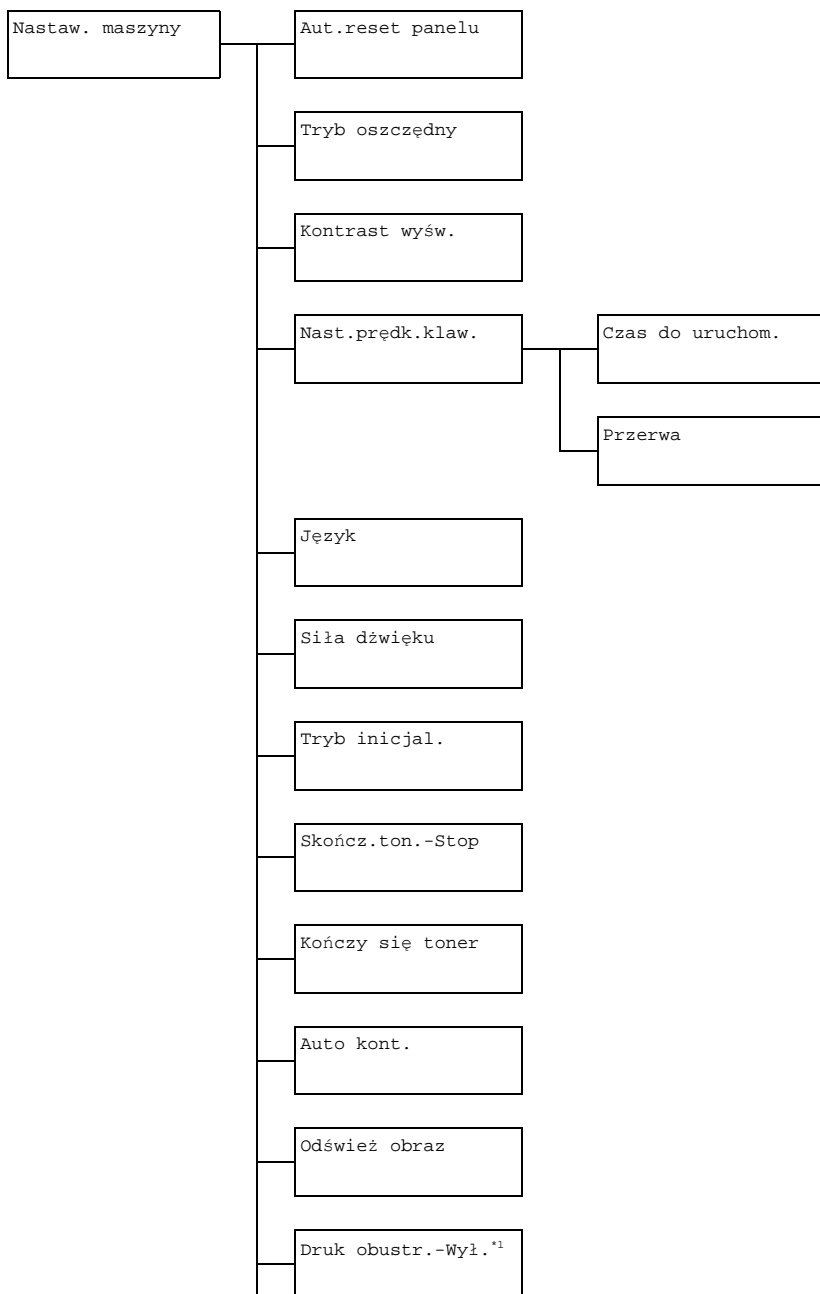 Nastaw. maszyny
Aut.reset panelu
Tryb oszczędny
Kontrast wyśw.
Nast.prędk.klaw.
Czas do uruchom.
Przerwa
Język
Siła dżwięku
Tryb inicjal.
Skończ.ton.-Stop
Kończy się toner
Auto kont.
Odśwież obraz
Druk obustr.-Wył.*1